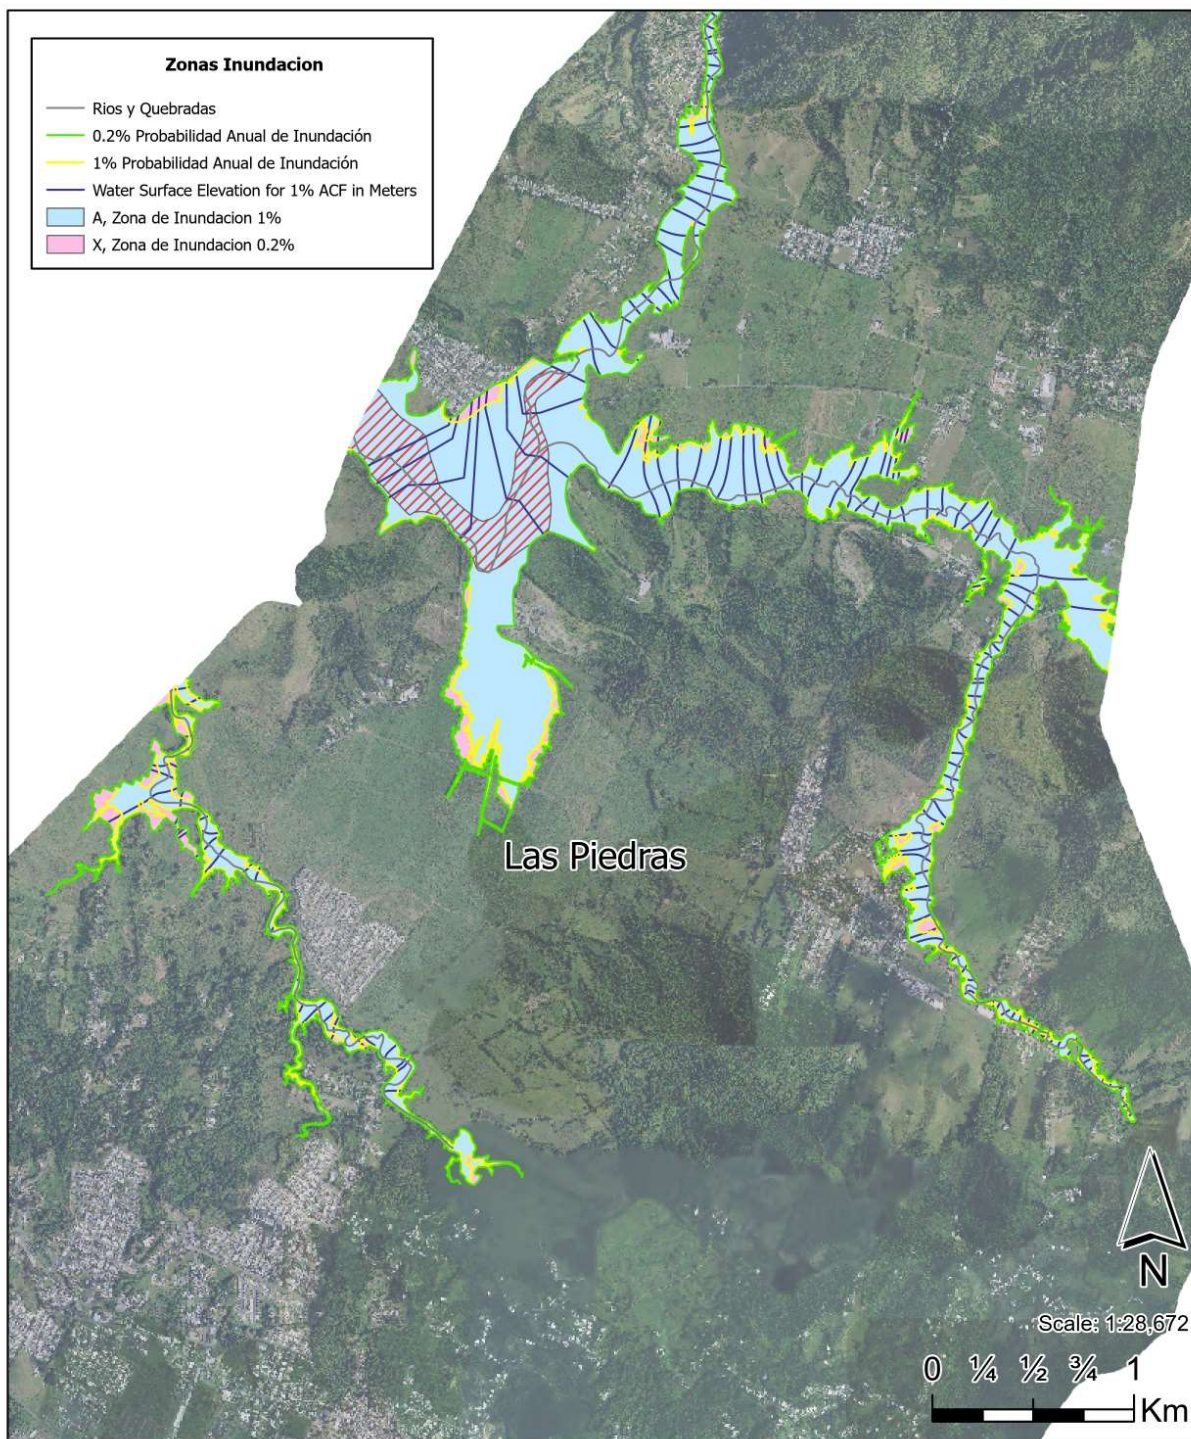 Zonas Inundacion
Rios y Quebradas
0.2% Probabilidad Anual de Inundación
1% Probabilidad Anual de Inundación
Water Surface Elevation for 1% ACF in Meters
A, Zona de Inundacion 1%
X, Zona de Inundacion 0.2%
Las Piedras
N
Scale: 1:28,672
0 ¼ ½ ¾ 1
Km